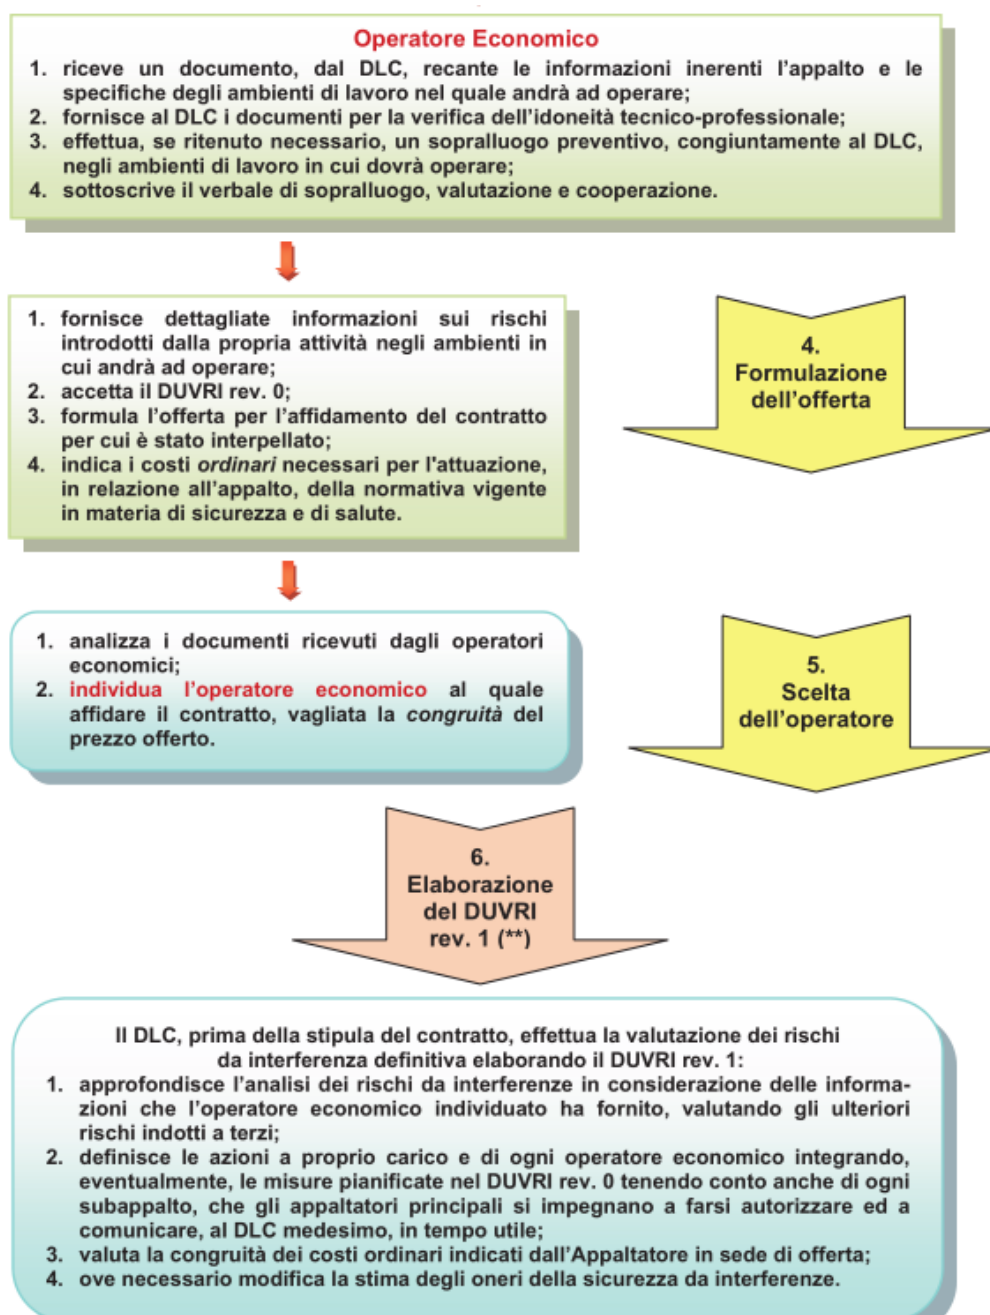 Operatore Economico
1. riceve un documento, dal DLC, recante le informazioni inerenti l'appalto e le
specifiche degli ambienti di lavoro nel quale andrà ad operare;
2. fornisce al DLC i documenti per la verifica dell'idoneità tecnico-professionale;
3. effettua, se ritenuto necessario, un sopralluogo preventivo, congiuntamente al DLC,
negli ambienti di lavoro in cui dovrà operare;
4. sottoscrive il verbale di sopralluogo, valutazione e cooperazione.
1. fornisce dettagliate informazioni sui rischi
introdotti dalla propria attività negli ambienti in
cui andrà ad operare;
2. accetta il DUVRI rev. 0;
3. formula l'offerta per l'affidamento del contratto
per cui è stato interpellato;
4. indica i costi ordinari necessari per l'attuazione,
in relazione all'appalto, della normativa vigente
in materia di sicurezza e di salute.
4.
Formulazione
dell'offerta
1. analizza i documenti ricevuti dagli operatori
economici;
2. individua l'operatore economico al quale
affidare il contratto, vagliata la congruità del
prezzo offerto.
5.
Scelta
dell'operatore
6.
Elaborazione
del DUVRI
rev. 1 (**)
Il DLC, prima della stipula del contratto, effettua la valutazione dei rischi
da interferenza definitiva elaborando il DUVRI rev. 1:
1. approfondisce l'analisi dei rischi da interferenze in considerazione delle informa-
zioni che l'operatore economico individuato ha fornito, valutando gli ulteriori
rischi indotti a terzi;
2. definisce le azioni a proprio carico e di ogni operatore economico integrando,
eventualmente, le misure pianificate nel DUVRI rev. 0 tenendo conto anche di ogni
subappalto, che gli appaltatori principali si impegnano a farsi autorizzare ed a
comunicare, al DLC medesimo, in tempo utile;
3. valuta la congruità dei costi ordinari indicati dall'Appaltatore in sede di offerta;
4. ove necessario modifica la stima degli oneri della sicurezza da interferenze.